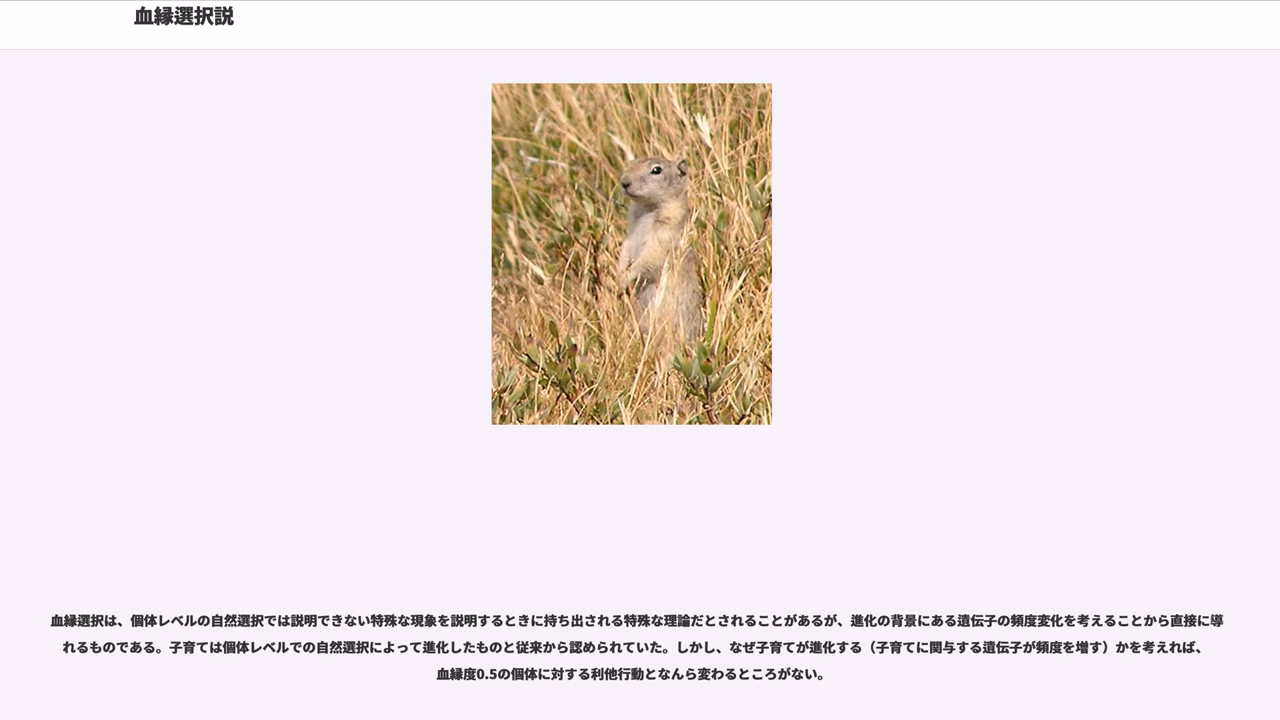 血縁選択説
血縁選択は、個体レベルの自然選択では説明できない特殊な現象を説明するときに持ち出される特殊な理論だとされることがあるが、進化の背景にある遺伝子の頻度変化を考えることから直接に導
れるものである。子育ては個体レベルでの自然選択によって進化したものと従来から認められていた。しかし、なぜ子育てが進化する（子育てに関与する遺伝子が頻度を増す）かを考えれば、
血縁度0.5の個体に対する利他行動となんら変わるところがない。